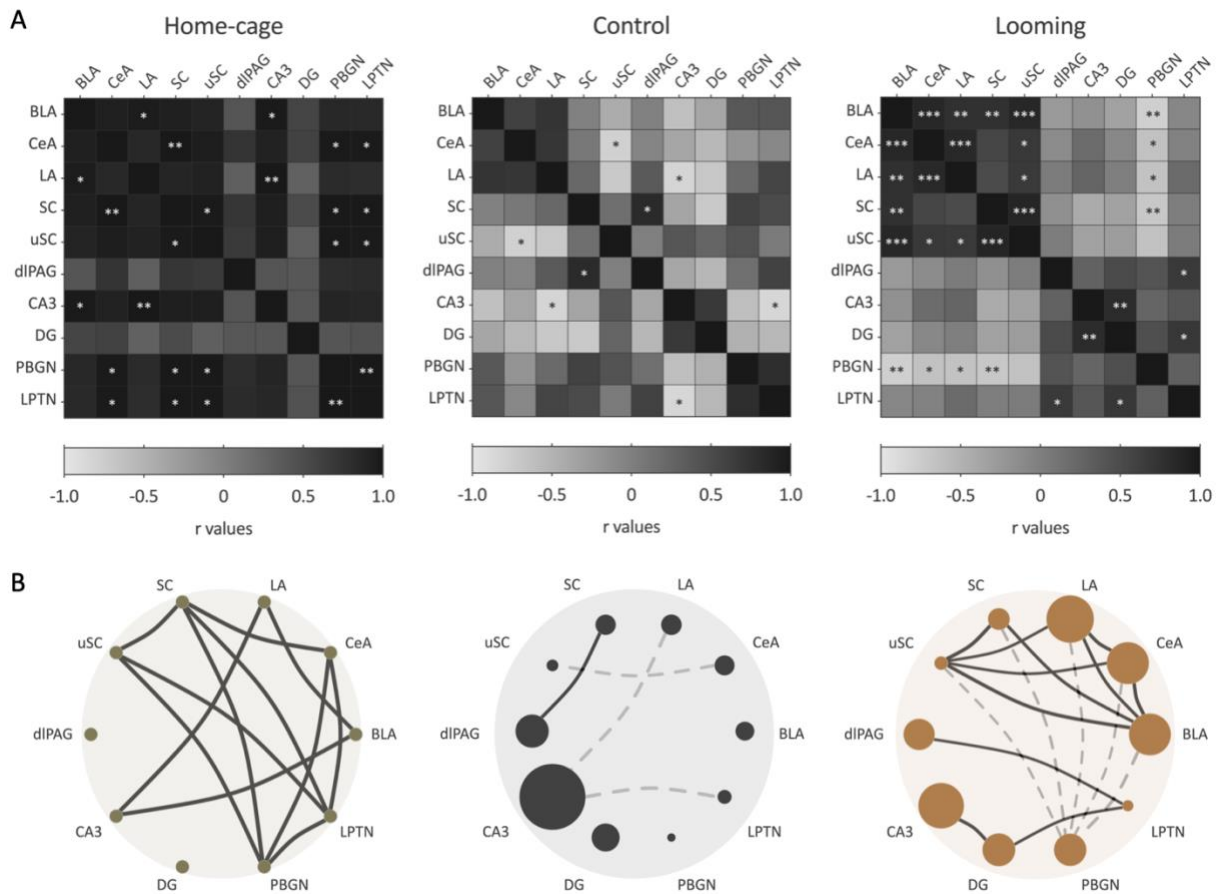 A
Home-cage Control Looming
BLA CeA LA SC uSC dlPAG CA3 DG PBGN LPTN BLA CeA LA SC uSC dlPAG CA3 DG PBGN LPTN BLA CeA LA SC uSC dlPAG CA3 DG PBGN LPTN
BLA * * BLA BLA *** ** ** *** **
CeA ** * * CeA * CeA *** *** * *
LA * ** LA * LA ** *** * *
SC ** * * * SC * SC ** *** **
uSC * * * uSC * uSC *** * * ***
dlPAG dlPAG * dlPAG *
CA3 * ** CA3 * * CA3 **
DG DG DG ** *
PBGN * * * ** PBGN PBGN ** * * **
LPTN * * * ** LPTN * LPTN * *
-1.0 -0.5 0 0.5 1.0 -1.0 -0.5 0 0.5 1.0 -1.0 -0.5 0 0.5 1.0
r values r values r values
B
SC LA SC LA SC LA
uSC CeA uSC CeA uSC CeA
dlPAG BLA dlPAG BLA dlPAG BLA
CA3 LPTN CA3 LPTN CA3 LPTN
DG PBGN DG PBGN DG PBGN